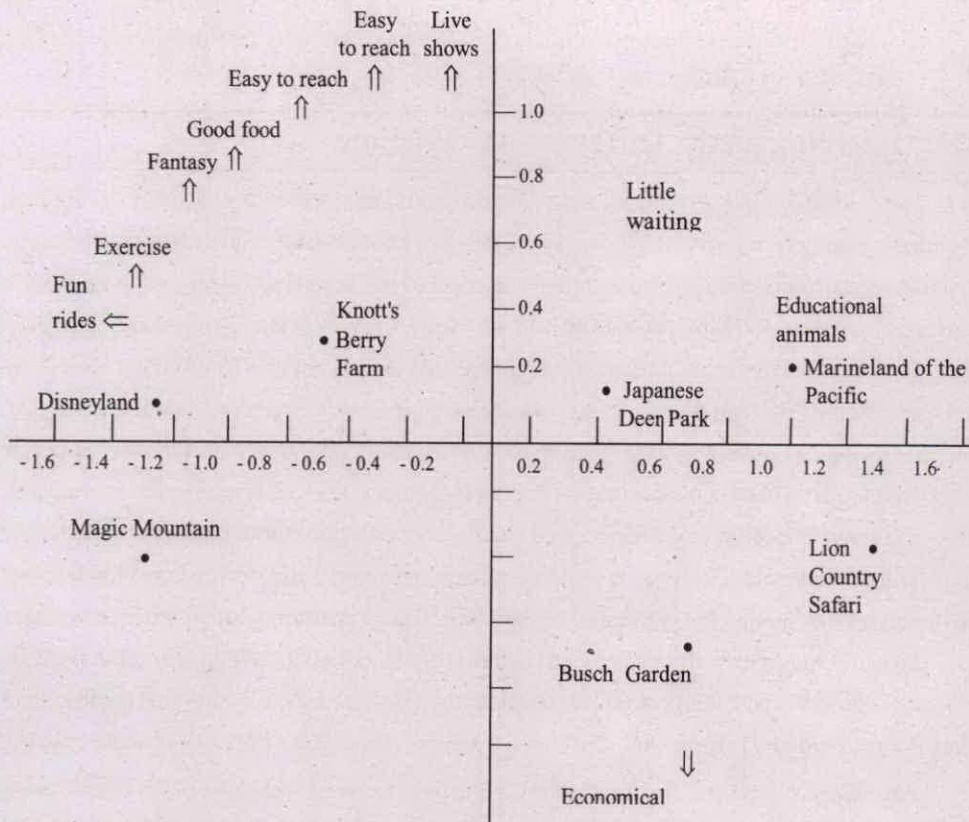 Easy Live
to reach shows
Easy to reach
1.0
Good food
Fantasy
0.8
Little
waiting
0.6
Exercise
Fun
rides
Knott's
Berry
Farm
0.4
Educational
animals
0.2
Marineland of the
Pacific
Disneyland
Japanese
Deen Park
-1.6 -1.4 -1.2 -1.0 -0.8 -0.6 -0.4 -0.2 0.2 0.4 0.6 0.8 1.0 1.2 1.4 1.6
Magic Mountain
Lion
Country
Safari
Busch Garden
Economical